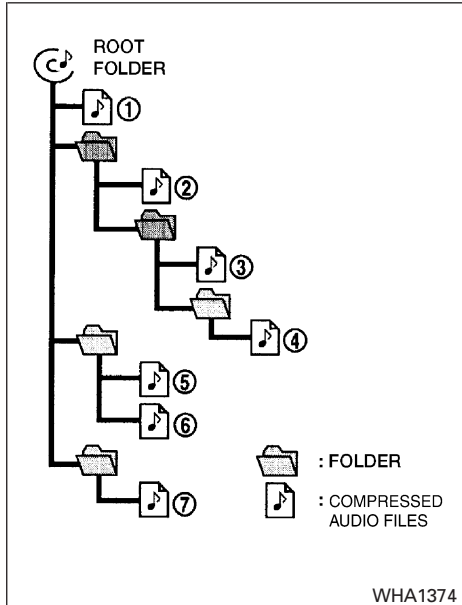 ROOT
FOLDER
①
②
③
④
⑤
⑥
⑦
: FOLDER
: COMPRESSED
AUDIO FILES
WHA1374